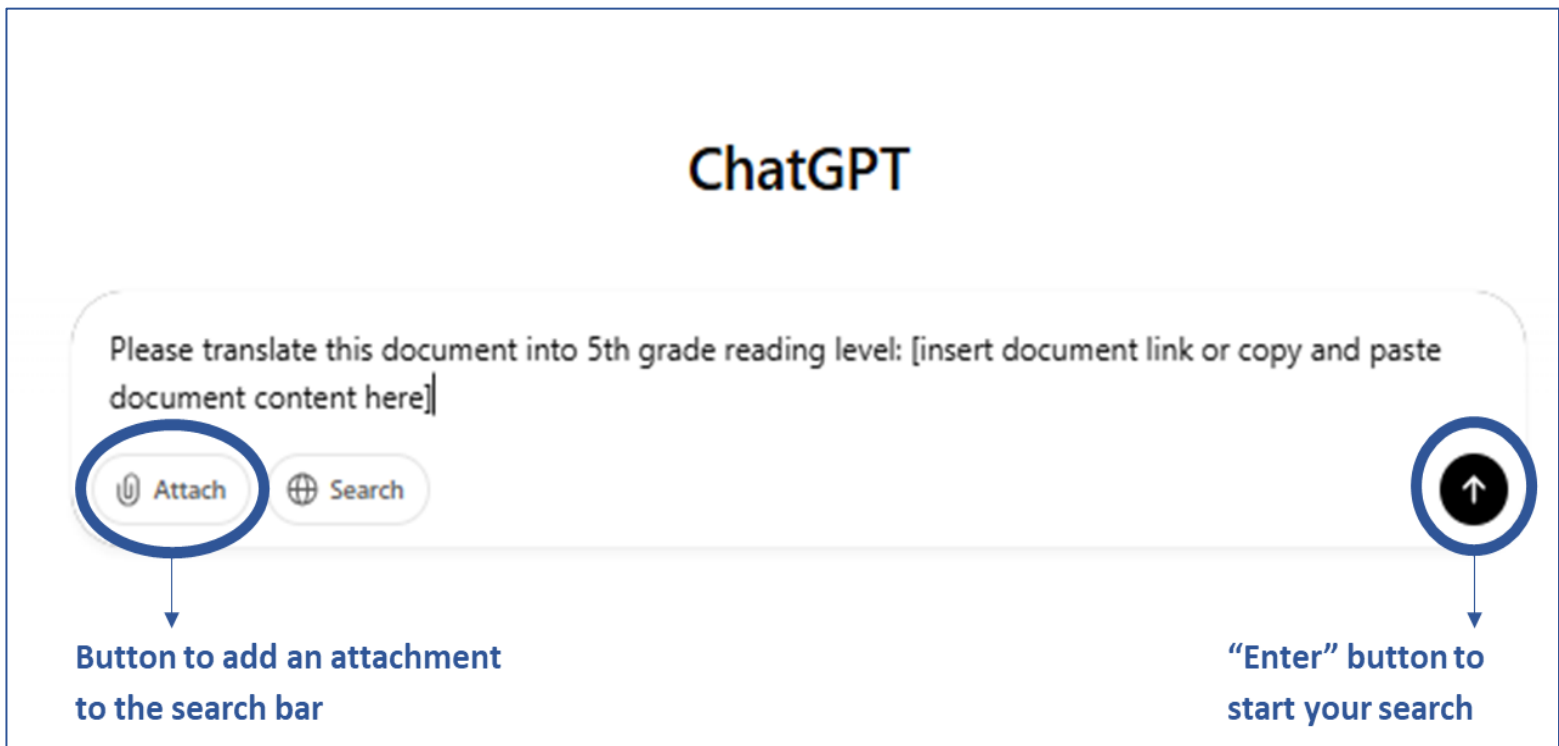 ChatGPT
Please translate this document into 5th grade reading level: [insert document link or copy and paste
document content here]
Attach
Search
Button to add an attachment
to the search bar
“Enter” button to
start your search